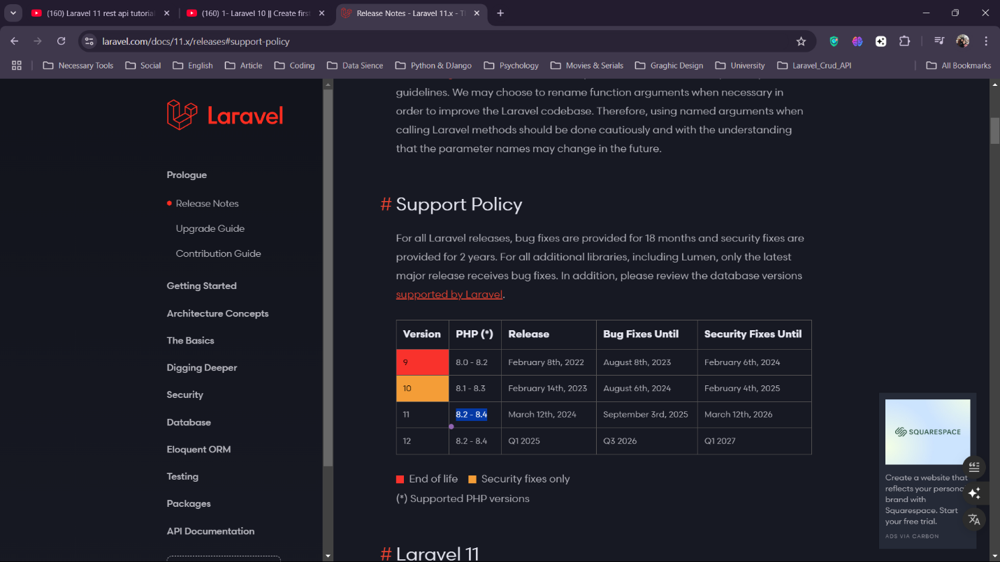 (160) Laravel 11 rest api tutorial
(160) 1- Laravel 10 || Create first
Release Notes - Laravel 11.x - Th
laravel.com/docs/11.x/releases#support-policy
Necessary Tools
Social
English
Article
Coding
Data Sience
Python & DJango
Psychology
Movies & Serials
Graghic Design
University
Laravel_Crud_API
All Bookmarks
Laravel
Prologue
Release Notes
Upgrade Guide
Contribution Guide
Getting Started
Architecture Concepts
The Basics
Digging Deeper
Security
Database
Eloquent ORM
Testing
Packages
API Documentation
guidelines. We may choose to rename function arguments when necessary in
order to improve the Laravel codebase. Therefore, using named arguments when
calling Laravel methods should be done cautiously and with the understanding
that the parameter names may change in the future.
# Support Policy
For all Laravel releases, bug fixes are provided for 18 months and security fixes are
provided for 2 years. For all additional libraries, including Lumen, only the latest
major release receives bug fixes. In addition, please review the database versions
supported by Laravel.
Version PHP (*) Release Bug Fixes Until Security Fixes Until
9 8.0 - 8.2 February 8th, 2022 August 8th, 2023 February 6th, 2024
10 8.1 - 8.3 February 14th, 2023 August 6th, 2024 February 4th, 2025
11 8.2 - 8.4 March 12th, 2024 September 3rd, 2025 March 12th, 2026
12 8.2 - 8.4 Q1 2025 Q3 2026 Q1 2027
End of life Security fixes only
(*) Supported PHP versions
# Laravel 11
SQUARESPACE
Create a website that
reflects your persona
brand with
Squarespace. Start
your free trial.
ADS VIA CARBON